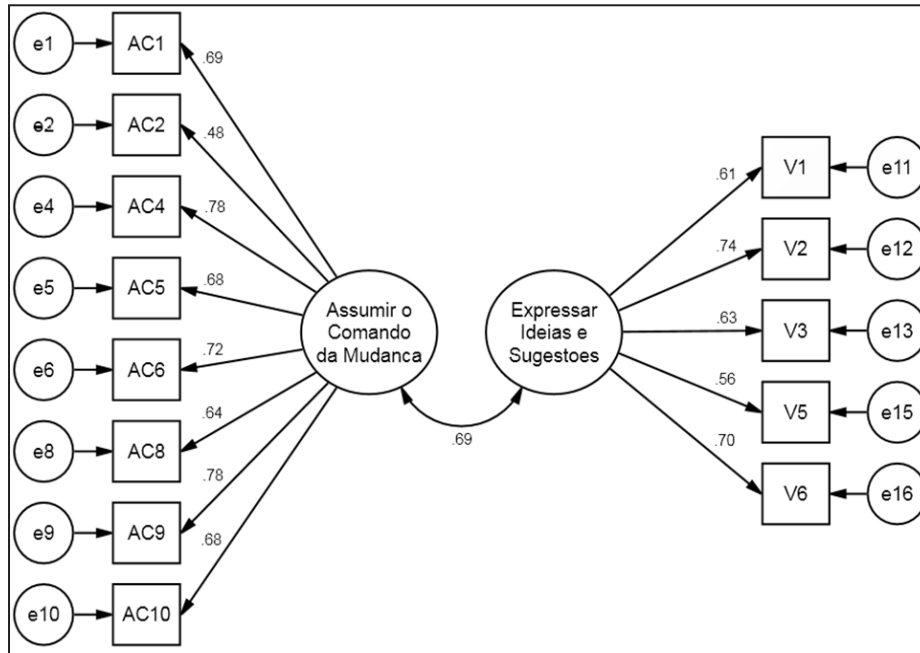 e1
AC1
.69
e2
AC2
.48
e4
AC4
.78
e5
AC5
.68
e6
AC6
.72
e8
AC8
.64
e9
AC9
.78
e10
AC10
.68
Assumir o
Comando
da Mudanca
.69
Expressar
Ideias e
Sugestoes
.61
V1
e11
.74
V2
e12
.63
V3
e13
.56
V5
e15
.70
V6
e16